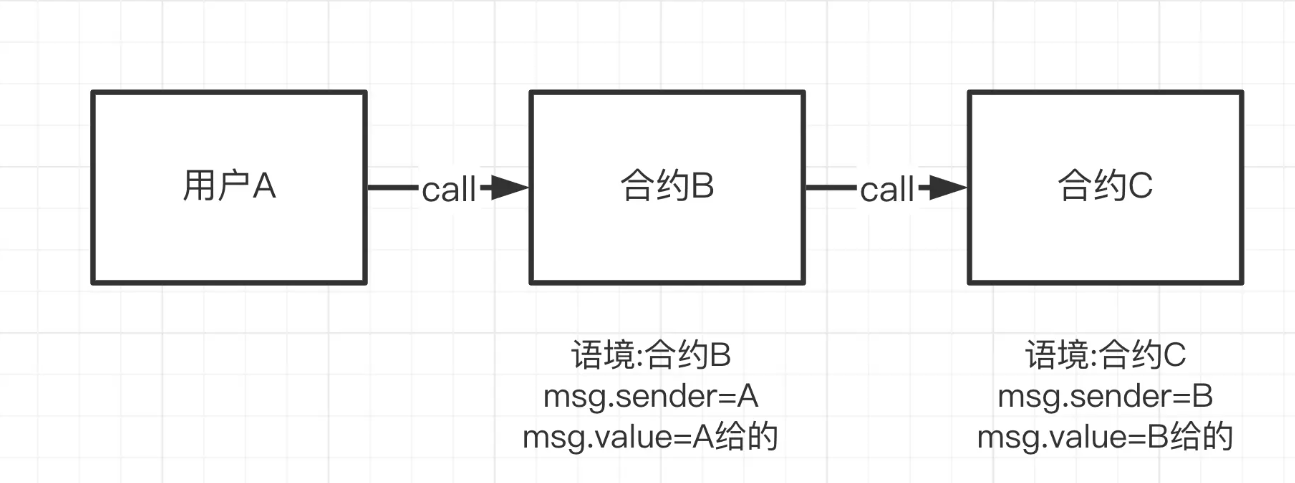 用户A
call
合约B
call
合约C
语境:合约B
msg.sender=A
msg.value=A给的
语境:合约C
msg.sender=B
msg.value=B给的